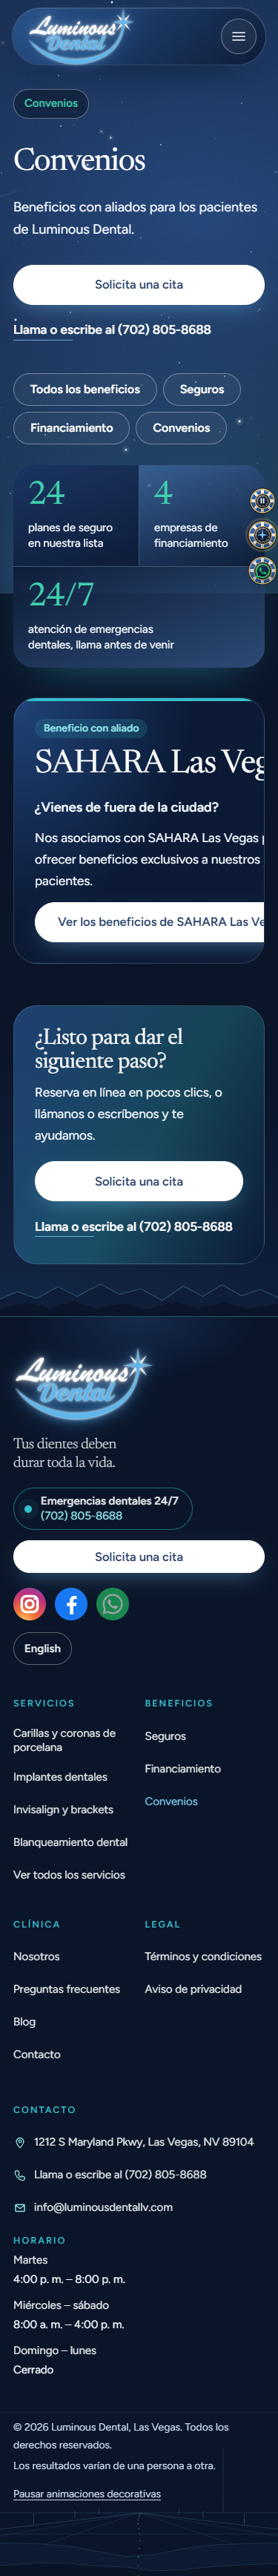 Luminous
Dental
Convenios
Convenios
Beneficios con aliados para los pacientes
de Luminous Dental.
Solicita una cita
Llama o escribe al (702) 805-8688
Todos los beneficios
Seguros
Financiamiento
Convenios
24
planes de seguro
en nuestra lista
4
empresas de
financiamiento
24/7
atención de emergencias
dentales, llama antes de venir
Beneficio con aliado
SAHARA Las Veg
¿Vienes de fuera de la ciudad?
Nos asociamos con SAHARA Las Vegas p
ofrecer beneficios exclusivos a nuestros
pacientes.
Ver los beneficios de SAHARA Las Ve
¿Listo para dar el
siguiente paso?
Reserva en línea en pocos clics, o
llámanos o escríbenos y te
ayudamos.
Solicita una cita
Llama o escribe al (702) 805-8688
Luminous
Dental
Tus dientes deben
durar toda la vida.
Emergencias dentales 24/7
(702) 805-8688
Solicita una cita
English
SERVICIOS
Carillas y coronas de
porcelana
Implantes dentales
Invisalign y brackets
Blanqueamiento dental
Ver todos los servicios
BENEFICIOS
Seguros
Financiamiento
Convenios
CLÍNICA
Nosotros
Preguntas frecuentes
Blog
Contacto
LEGAL
Términos y condiciones
Aviso de privacidad
CONTACTO
1212 S Maryland Pkwy, Las Vegas, NV 89104
Llama o escribe al (702) 805-8688
info@luminousdentallv.com
HORARIO
Martes
4:00 p. m. – 8:00 p. m.
Miércoles – sábado
8:00 a. m. – 4:00 p. m.
Domingo – lunes
Cerrado
© 2026 Luminous Dental, Las Vegas. Todos los
derechos reservados.
Los resultados varían de una persona a otra.
Pausar animaciones decorativas